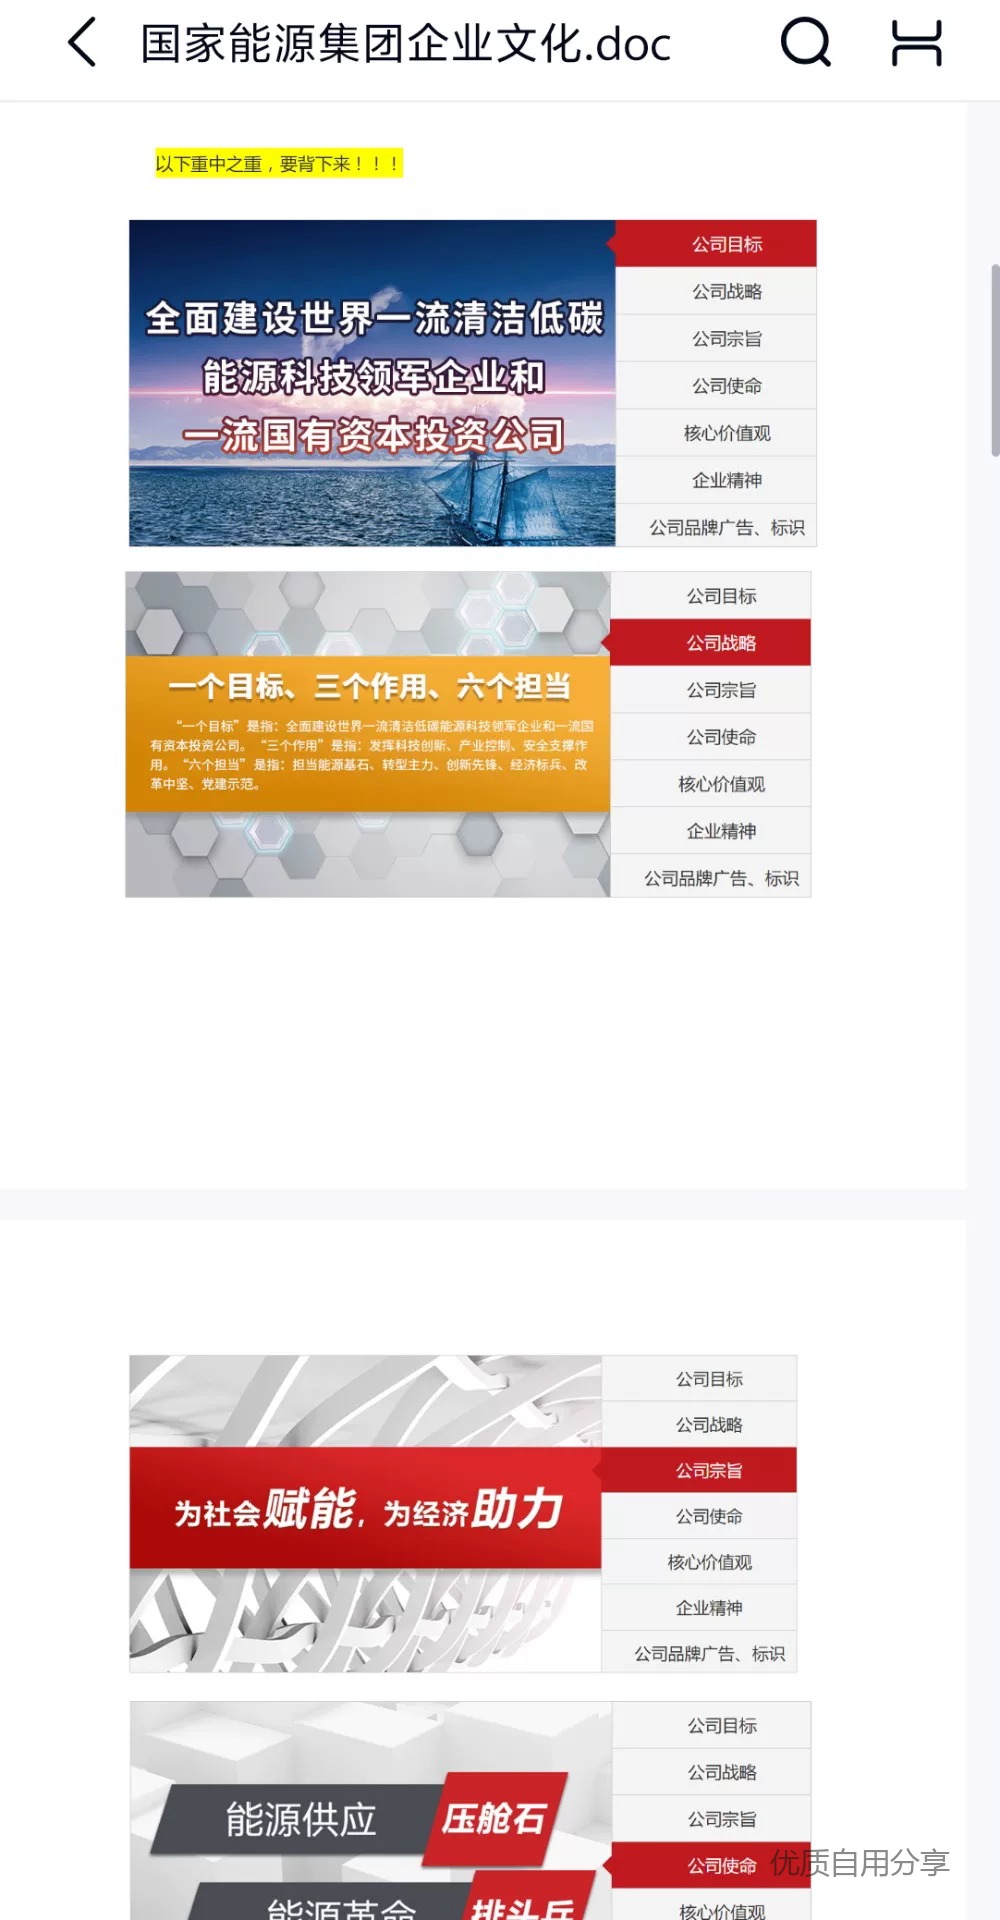 国家能源集团企业文化.doc
以下重中之重，要背下来！！！
全面建设世界一流清洁低碳
能源科技领军企业和
一流国有资本投资公司
公司目标
公司战略
公司宗旨
公司使命
核心价值观
企业精神
公司品牌广告、标识
一个目标、三个作用、六个担当
“一个目标”是指：全面建设世界一流清洁低碳能源科技领军企业和一流国
有资本投资公司。“三个作用”是指：发挥科技创新、产业控制、安全支撑作
用。“六个担当”是指：担当能源基石、转型主力、创新先锋、经济标兵、改
革中坚、党建示范。
公司目标
公司战略
公司宗旨
公司使命
核心价值观
企业精神
公司品牌广告、标识
为社会赋能，为经济助力
公司目标
公司战略
公司宗旨
公司使命
核心价值观
企业精神
公司品牌广告、标识
能源供应 压舱石
能源革命 排头兵
公司目标
公司战略
公司宗旨
公司使命
核心价值观
优质自用分享